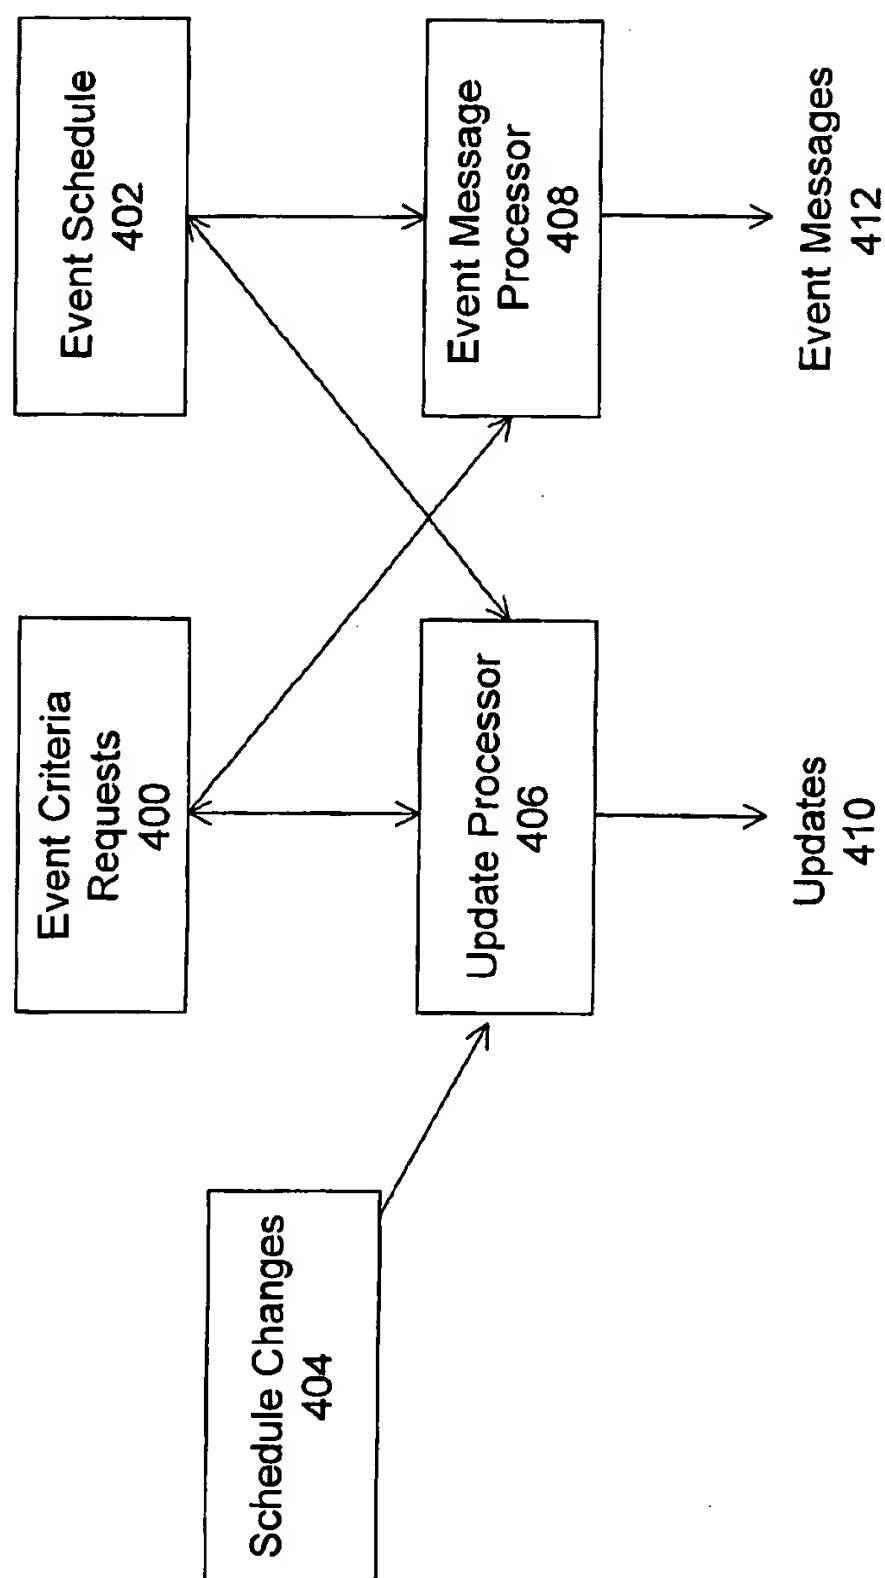 Schedule Changes
404
Event Criteria
Requests
400
Event Schedule
402
Update Processor
406
Event Message
Processor
408
Updates
410
Event Messages
412